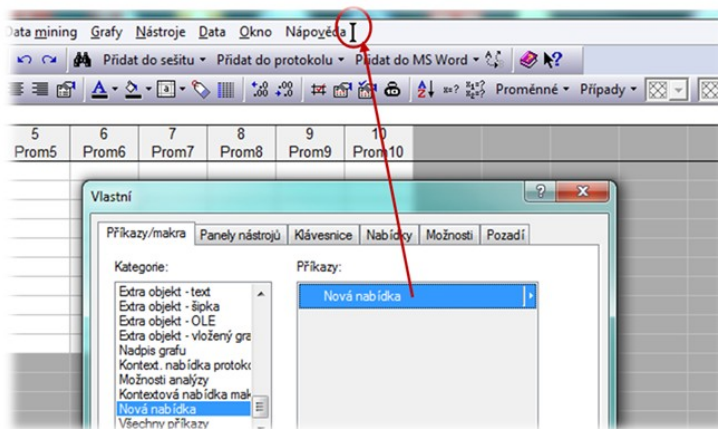 Data mining Grafy Nástroje Data Okno Nápověda
Přidat do sešitu Přidat do protokolu Přidat do MS Word
Proměnné Případy
5 6 7 8 9 10
Prom5 Prom6 Prom7 Prom8 Prom9 Prom10
Vlastní
Příkazy/makra Panely nástrojů Klávesnice Nabídky Možnosti Pozadí
Kategorie: Příkazy:
Extra objekt - text
Extra objekt - šipka
Extra objekt - OLE
Extra objekt - vložený gra
Nadpis grafu
Kontext. nabídka protoko
Možnosti analýzy
Kontextová nabídka mak
Nová nabídka
Všechny příkazy
Nová nabídka